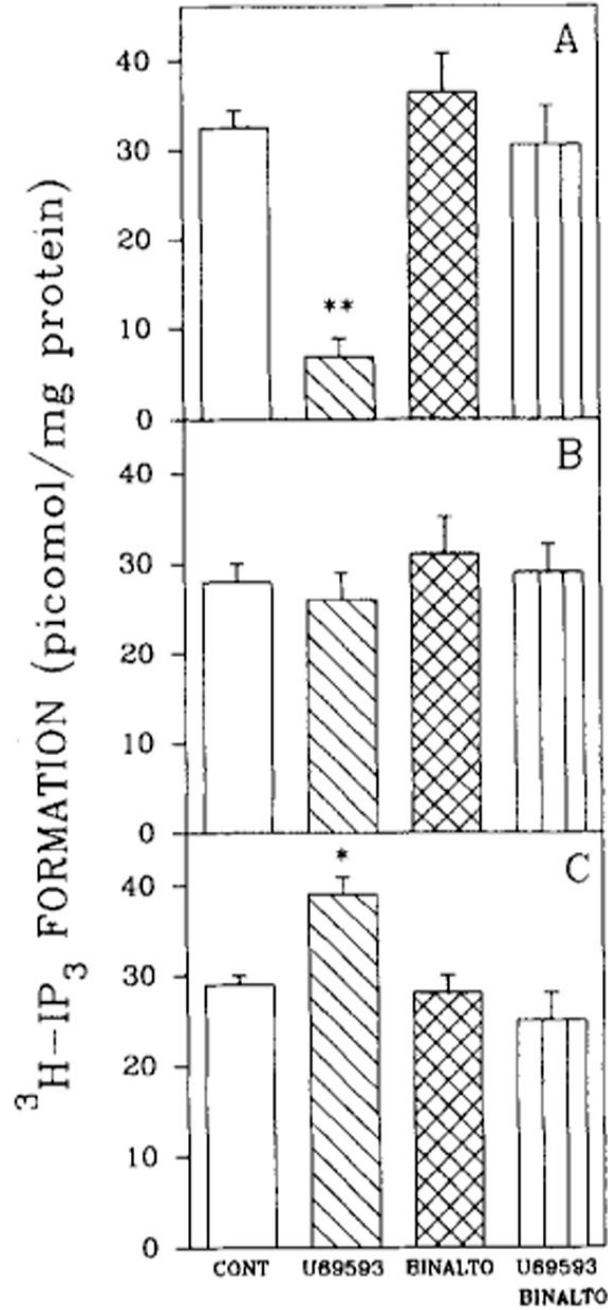 ³H-IP₃ FORMATION (picomol/mg protein)
A
40
30
20
10
0
**
B
40
30
20
10
0
C
40
30
20
10
0
*
CONT U69593 BINALTO U69593
BINALTO